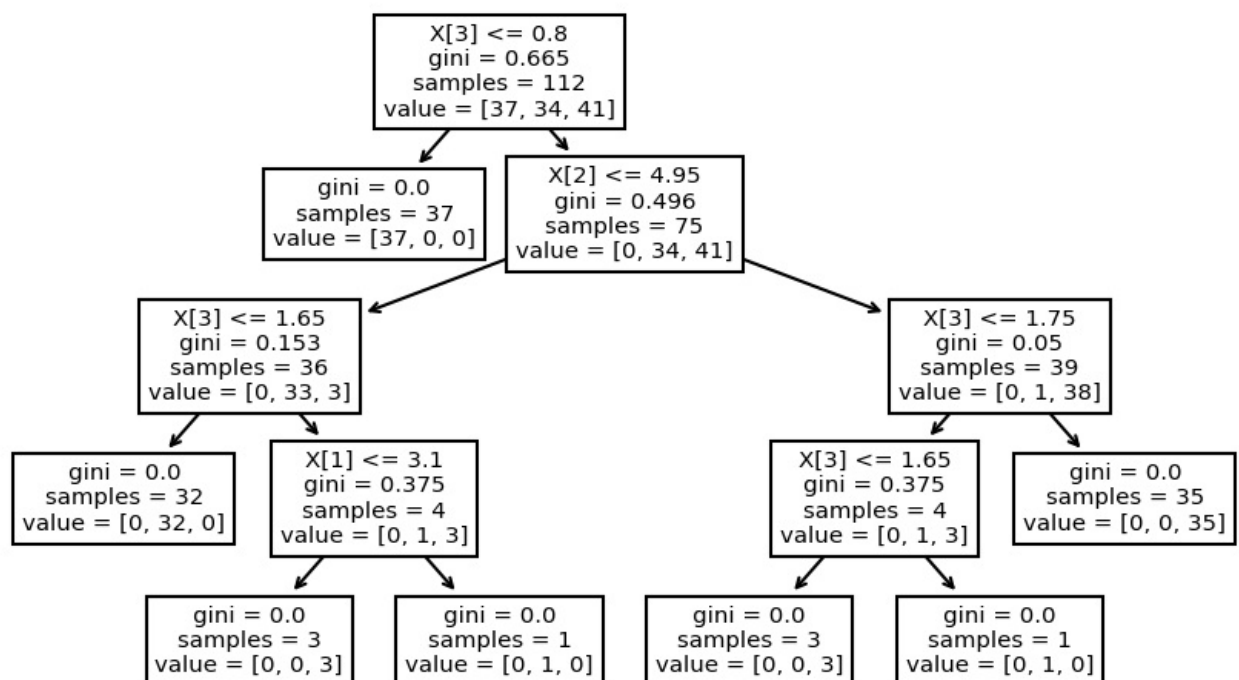 X[3] <= 0.8
gini = 0.665
samples = 112
value = [37, 34, 41]
gini = 0.0
samples = 37
value = [37, 0, 0]
X[2] <= 4.95
gini = 0.496
samples = 75
value = [0, 34, 41]
X[3] <= 1.65
gini = 0.153
samples = 36
value = [0, 33, 3]
X[3] <= 1.75
gini = 0.05
samples = 39
value = [0, 1, 38]
gini = 0.0
samples = 32
value = [0, 32, 0]
X[1] <= 3.1
gini = 0.375
samples = 4
value = [0, 1, 3]
X[3] <= 1.65
gini = 0.375
samples = 4
value = [0, 1, 3]
gini = 0.0
samples = 35
value = [0, 0, 35]
gini = 0.0
samples = 3
value = [0, 0, 3]
gini = 0.0
samples = 1
value = [0, 1, 0]
gini = 0.0
samples = 3
value = [0, 0, 3]
gini = 0.0
samples = 1
value = [0, 1, 0]